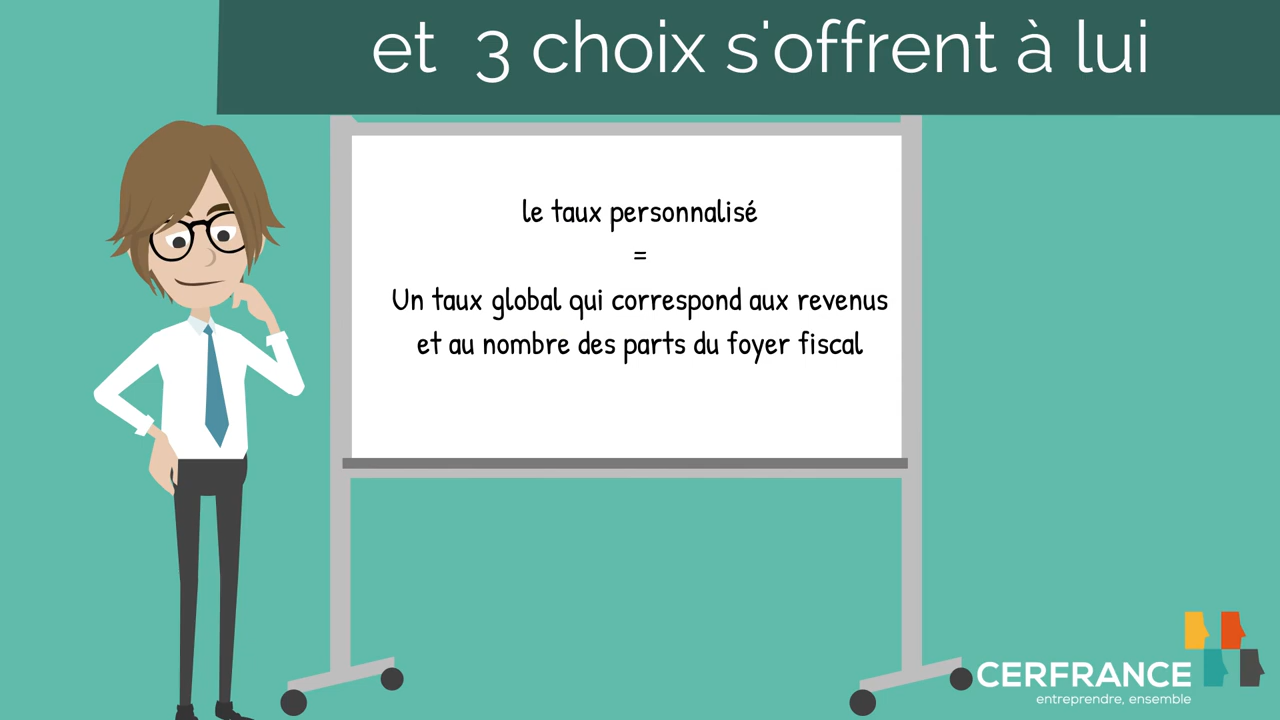 et 3 choix s'offrent à lui
le taux personnalisé
=
Un taux global qui correspond aux revenus
et au nombre des parts du foyer fiscal
CERFRANCE
entreprendre, ensemble